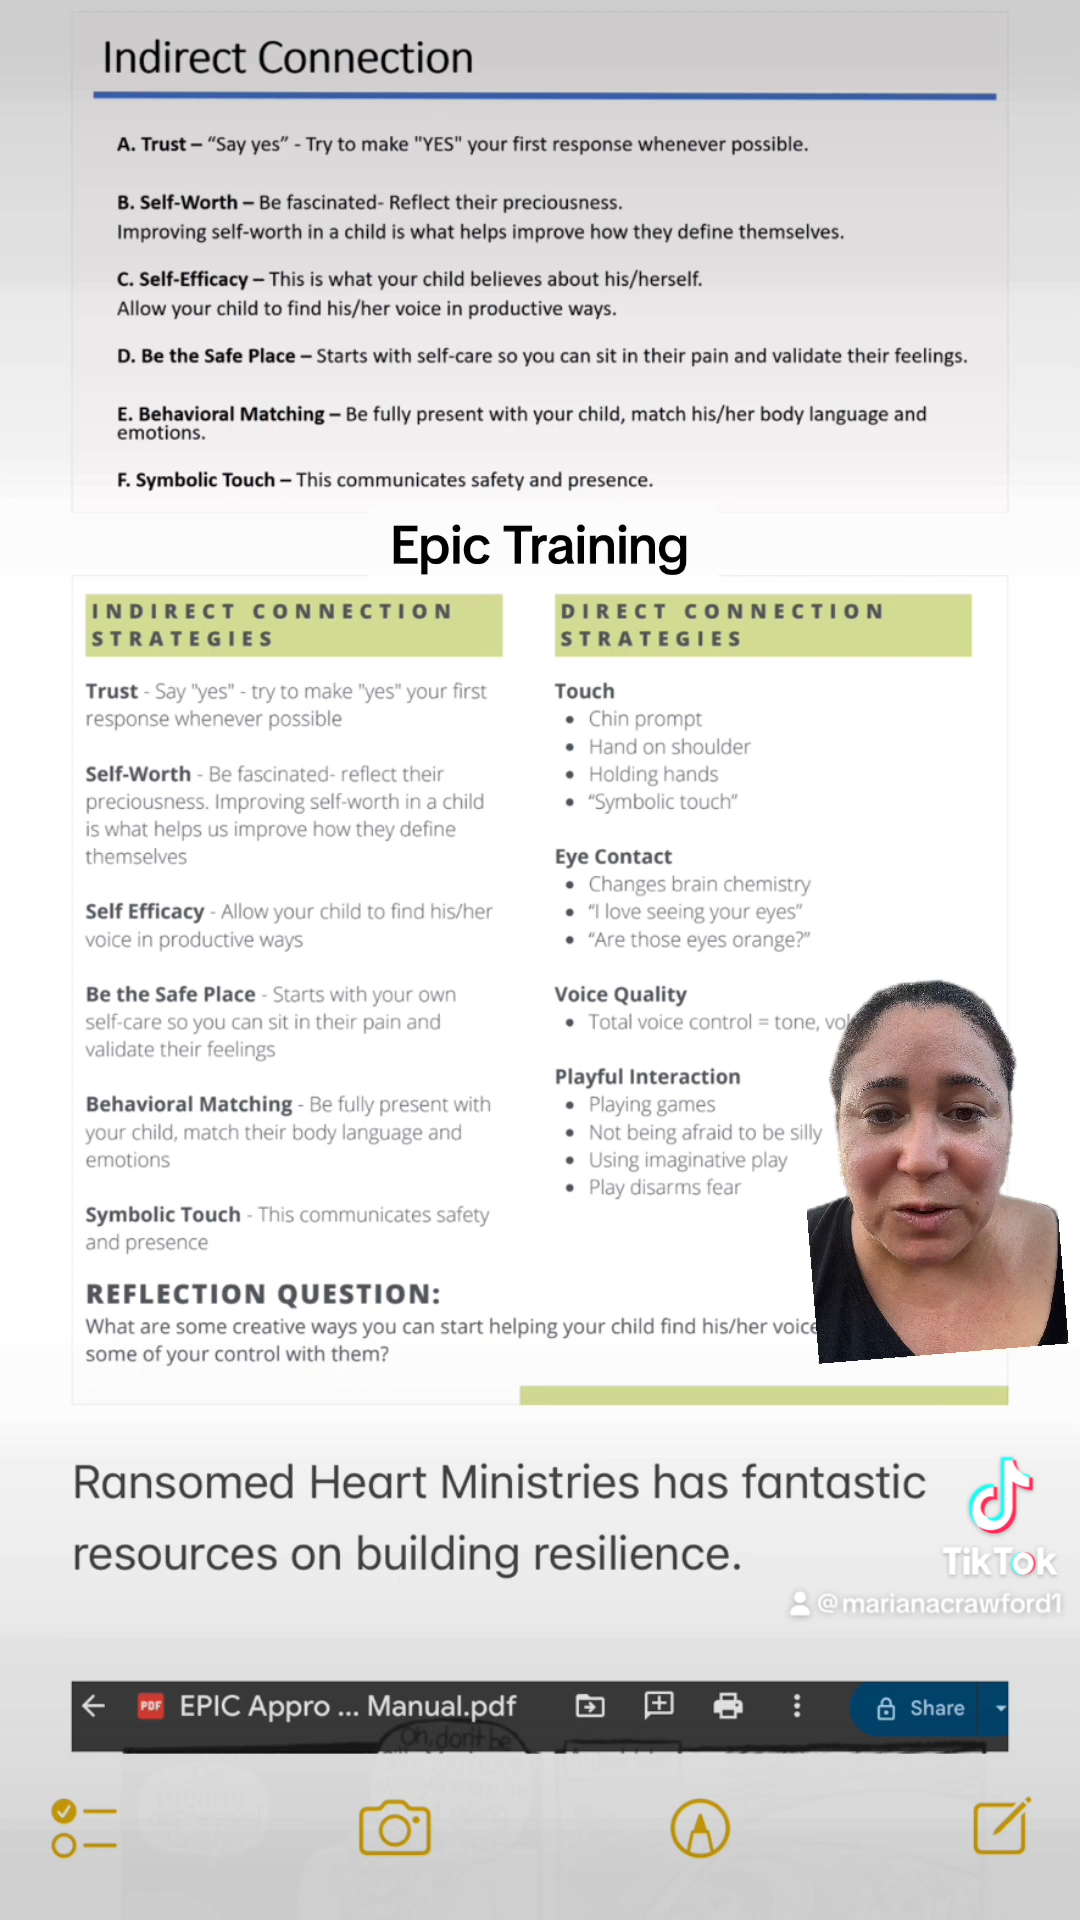 Indirect Connection
A. Trust – “Say yes” - Try to make "YES" your first response whenever possible.
B. Self-Worth – Be fascinated- Reflect their preciousness.
Improving self-worth in a child is what helps improve how they define themselves.
C. Self-Efficacy – This is what your child believes about his/herself.
Allow your child to find his/her voice in productive ways.
D. Be the Safe Place – Starts with self-care so you can sit in their pain and validate their feelings.
E. Behavioral Matching – Be fully present with your child, match his/her body language and
emotions.
F. Symbolic Touch – This communicates safety and presence.
Epic Training
INDIRECT CONNECTION
STRATEGIES
Trust - Say "yes" - try to make "yes" your first
response whenever possible
Self-Worth - Be fascinated- reflect their
preciousness. Improving self-worth in a child
is what helps us improve how they define
themselves
Self Efficacy - Allow your child to find his/her
voice in productive ways
Be the Safe Place - Starts with your own
self-care so you can sit in their pain and
validate their feelings
Behavioral Matching - Be fully present with
your child, match their body language and
emotions
Symbolic Touch - This communicates safety
and presence
DIRECT CONNECTION
STRATEGIES
Touch
• Chin prompt
• Hand on shoulder
• Holding hands
• “Symbolic touch”
Eye Contact
• Changes brain chemistry
• “I love seeing your eyes”
• “Are those eyes orange?”
Voice Quality
• Total voice control = tone,
Playful Interaction
• Playing games
• Not being afraid to be silly
• Using imaginative play
• Play disarms fear
REFLECTION QUESTION:
What are some creative ways you can start helping your child find his/her voice
some of your control with them?
Ransomed Heart Ministries has fantastic
resources on building resilience.
TikTok
@marianacrawford1
PDF EPIC Appro ... Manual.pdf Share
Oh, don't be